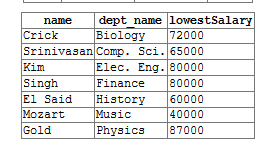 name dept_name lowestSalary
Crick Biology 72000
Srinivasan Comp. Sci. 65000
Kim Elec. Eng. 80000
Singh Finance 80000
El Said History 60000
Mozart Music 40000
Gold Physics 87000